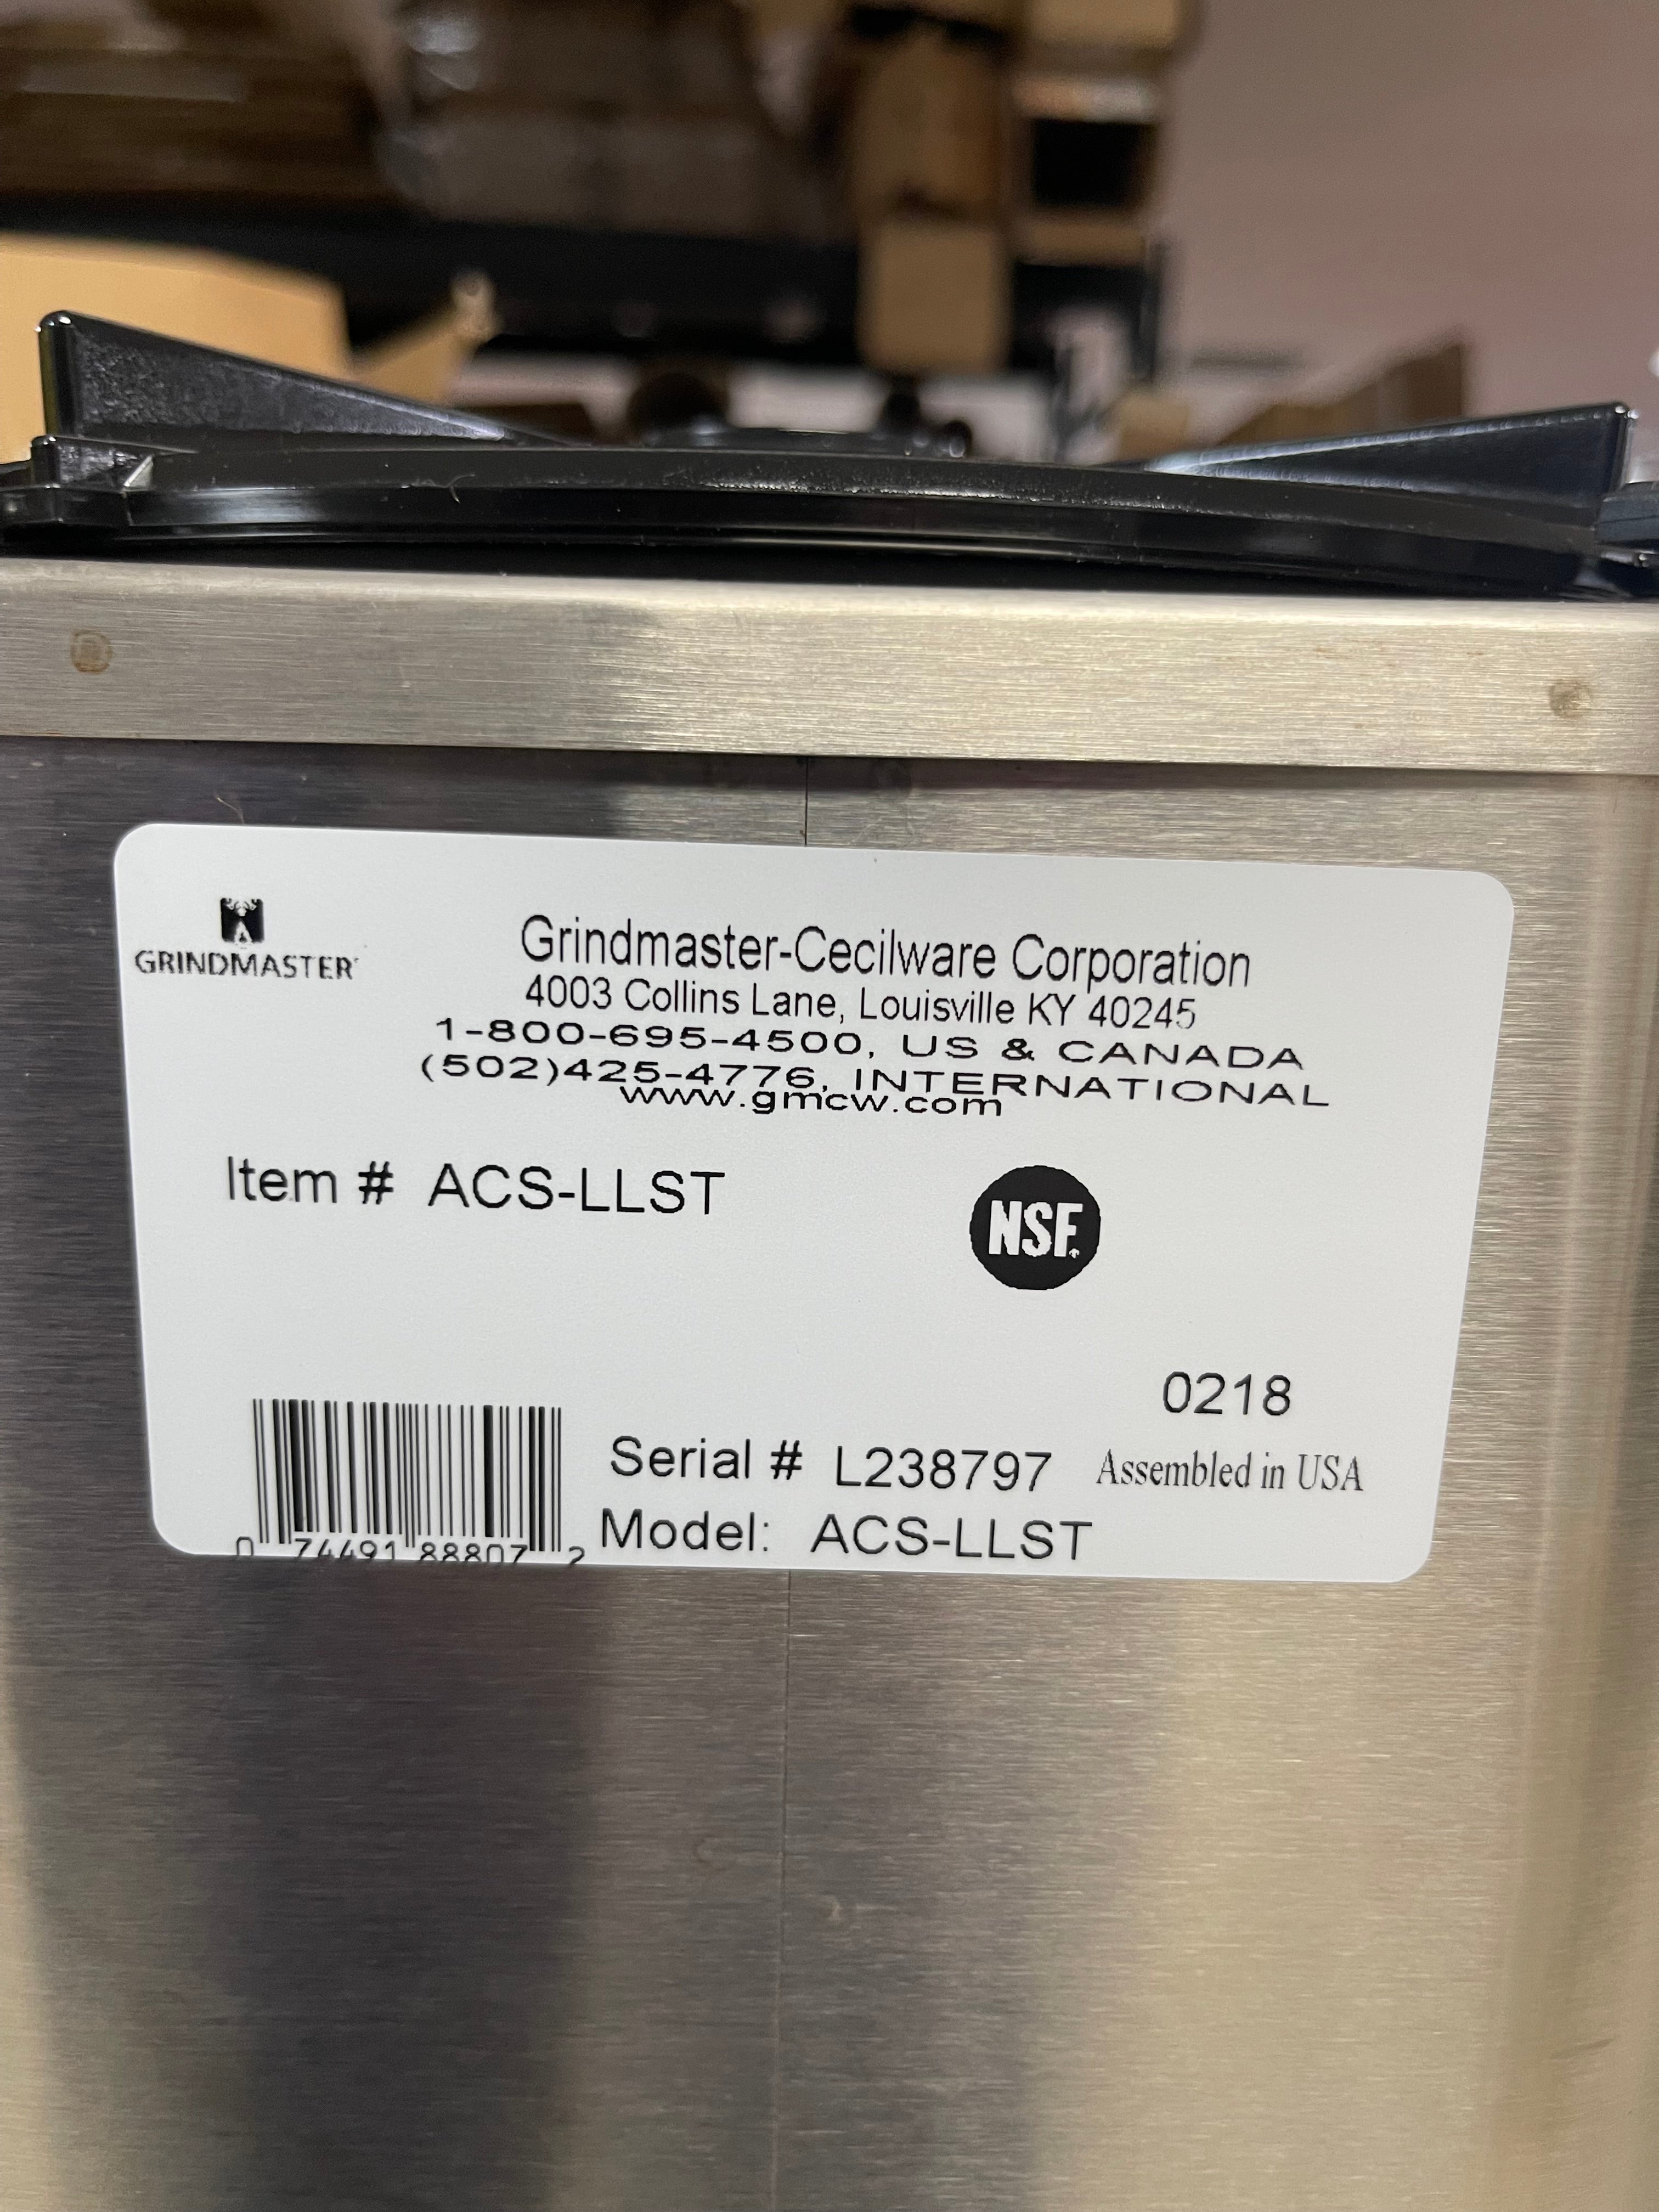 GRINDMASTER
Grindmaster-Cecilware Corporation
4003 Collins Lane, Louisville KY 40245
1-800-695-4500, US & CANADA
(502)425-4776, INTERNATIONAL
www.gmcw.com
Item # ACS-LLST
NSF.
0218
Serial # L238797 Assembled in USA
Model: ACS-LLST
0 74491 88807 2